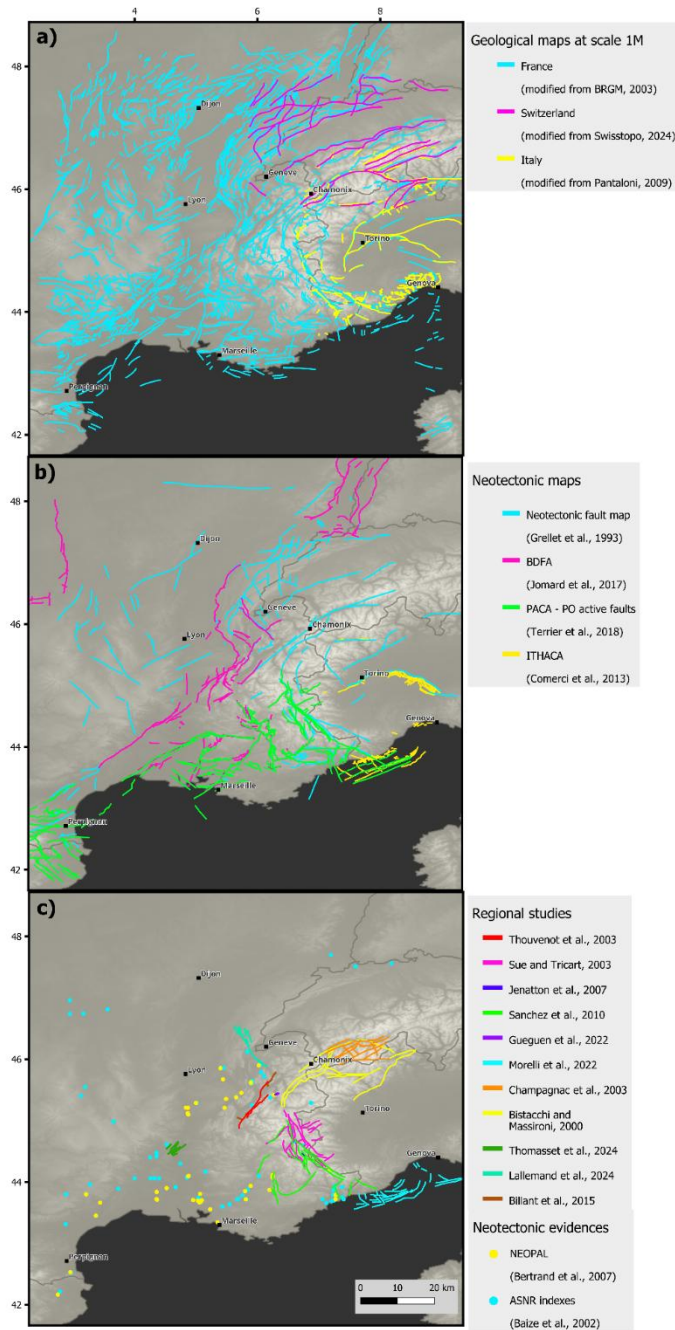 4 6 8
a)
48
Dijon
Genève
46
Chamonix
Lyon
Torino
Genova
44
Marseille
Perpignan
42
Geological maps at scale 1M
France
(modified from BRGM, 2003)
Switzerland
(modified from Swisstopo, 2024)
Italy
(modified from Pantaloni, 2009)
b)
48
Dijon
Genève
46
Chamonix
Lyon
Torino
Genova
44
Marseille
Perpignan
42
Neotectonic maps
Neotectonic fault map
(Grellet et al., 1993)
BDFA
(Jomard et al., 2017)
PACA - PO active faults
(Terrier et al., 2018)
ITHACA
(Comerci et al., 2013)
c)
48
Dijon
Genève
46
Chamonix
Lyon
Torino
Genova
44
Marseille
Perpignan
42
0 10 20 km
Regional studies
Thouvenot et al., 2003
Sue and Tricart, 2003
Jenatton et al., 2007
Sanchez et al., 2010
Gueguen et al., 2022
Morelli et al., 2022
Champagnac et al., 2003
Bistacchi and
Massironi, 2000
Thomasset et al., 2024
Lallemand et al., 2024
Billant et al., 2015
Neotectonic evidences
NEOPAL
(Bertrand et al., 2007)
ASNR indexes
(Baize et al., 2002)